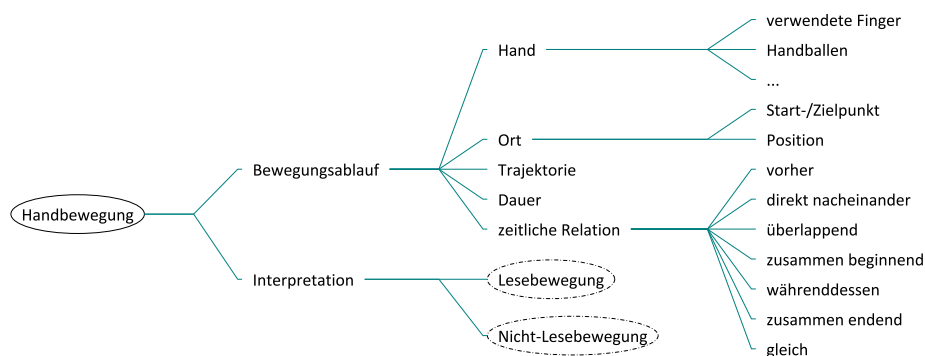 verwendete Finger
Hand
Handballen
...
Start-/Zielpunkt
Ort
Position
Bewegungsablauf
Trajektorie
vorher
Dauer
direkt nacheinander
Handbewegung
zeitliche Relation
überlappend
zusammen beginnend
Interpretation
Lesebewegung
währenddessen
zusammen endend
Nicht-Lesebewegung
gleich